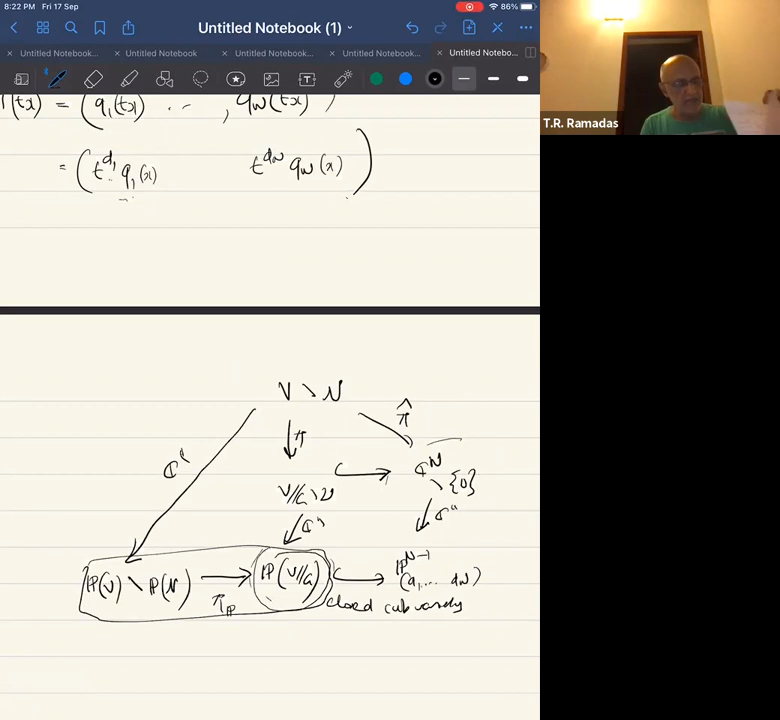 8:22 PM Fri 17 Sep
86%
Untitled Notebook (1)
Untitled Notebook...
Untitled Notebook
Untitled Notebook...
Untitled Notebook...
Untitled Notebo...
T.R. Ramadas
(tx) = (q₁(tx) .. , q_N(tx))
= (t^{d₁} q₁(x) t^{d_N} q_N(x))
V \ N
π
π̂
ℂ*
V//G \ 0
ℂ^N \ {0}
ℂ*
ℂ*
ℙ(V) \ ℙ(N)
π_ℙ
ℙ(V//G)
ℙ^{N-1}
(d₁, ... d_N)
closed subvariety